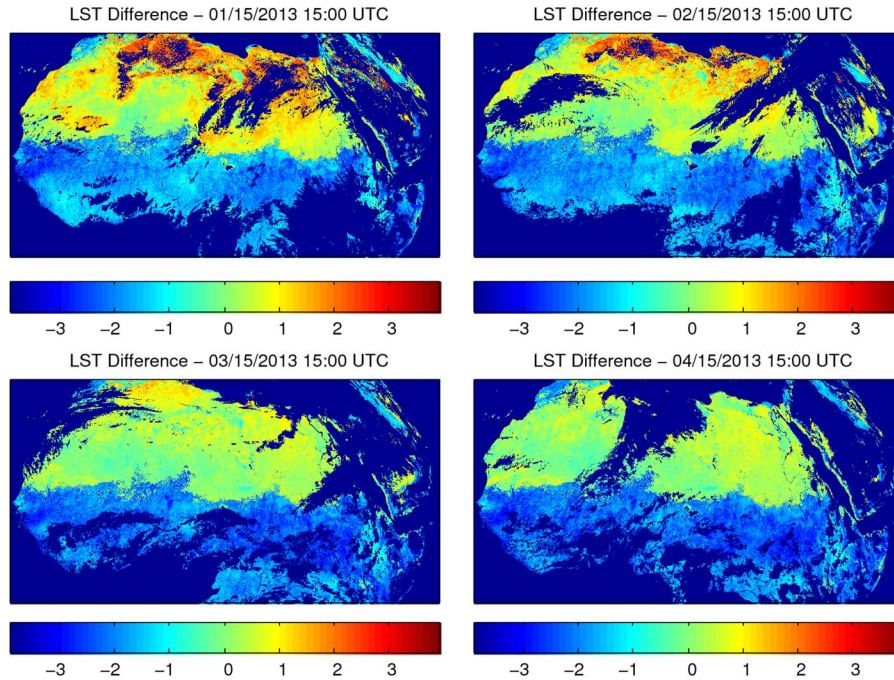 LST Difference – 01/15/2013 15:00 UTC
LST Difference – 02/15/2013 15:00 UTC
−3 −2 −1 0 1 2 3
−3 −2 −1 0 1 2 3
LST Difference – 03/15/2013 15:00 UTC
LST Difference – 04/15/2013 15:00 UTC
−3 −2 −1 0 1 2 3
−3 −2 −1 0 1 2 3